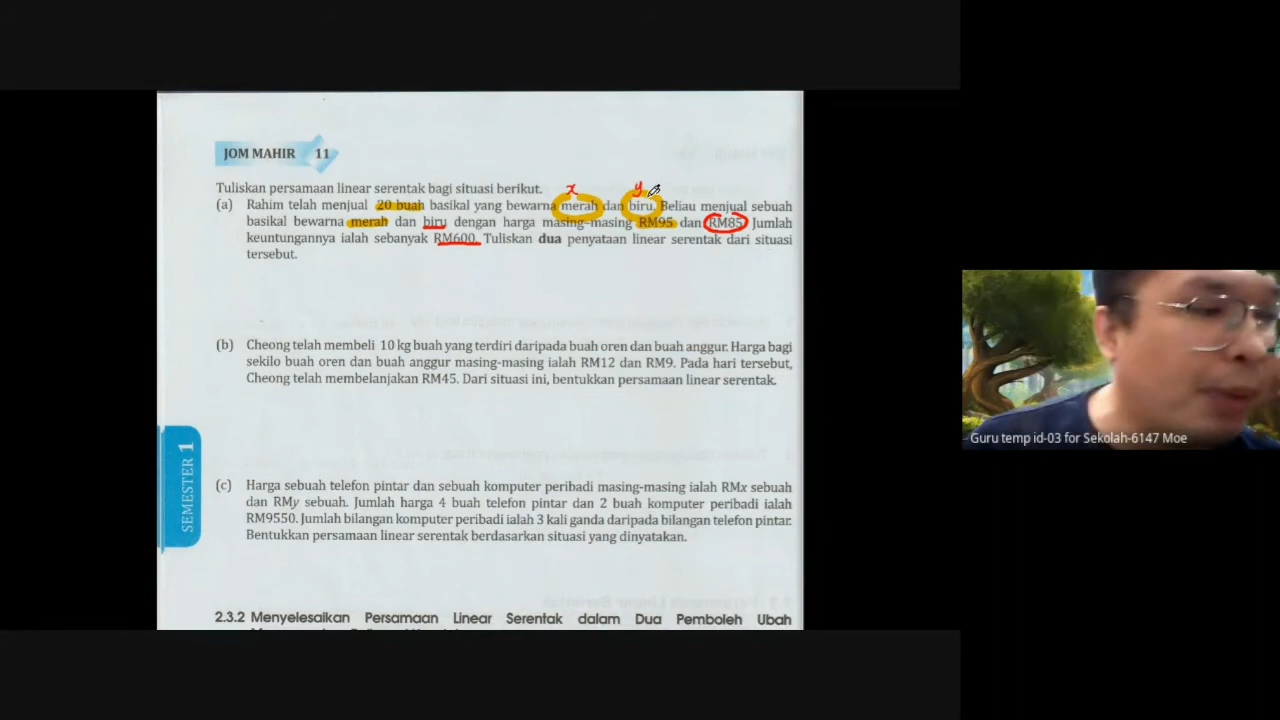 JOM MAHIR 11
Tuliskan persamaan linear serentak bagi situasi berikut.
x y
(a) Rahim telah menjual 20 buah basikal yang bewarna merah dan biru. Beliau menjual sebuah
basikal bewarna merah dan biru dengan harga masing-masing RM95 dan RM85. Jumlah
keuntungannya ialah sebanyak RM600. Tuliskan dua penyataan linear serentak dari situasi
tersebut.
(b) Cheong telah membeli 10 kg buah yang terdiri daripada buah oren dan buah anggur. Harga bagi
sekilo buah oren dan buah anggur masing-masing ialah RM12 dan RM9. Pada hari tersebut,
Cheong telah membelanjakan RM45. Dari situasi ini, bentukkan persamaan linear serentak.
SEMESTER 1
(c) Harga sebuah telefon pintar dan sebuah komputer peribadi masing-masing ialah RMx sebuah
dan RMy sebuah. Jumlah harga 4 buah telefon pintar dan 2 buah komputer peribadi ialah
RM9550. Jumlah bilangan komputer peribadi ialah 3 kali ganda daripada bilangan telefon pintar.
Bentukkan persamaan linear serentak berdasarkan situasi yang dinyatakan.
2.3.2 Menyelesaikan Persamaan Linear Serentak dalam Dua Pemboleh Ubah
Guru temp id-03 for Sekolah-6147 Moe